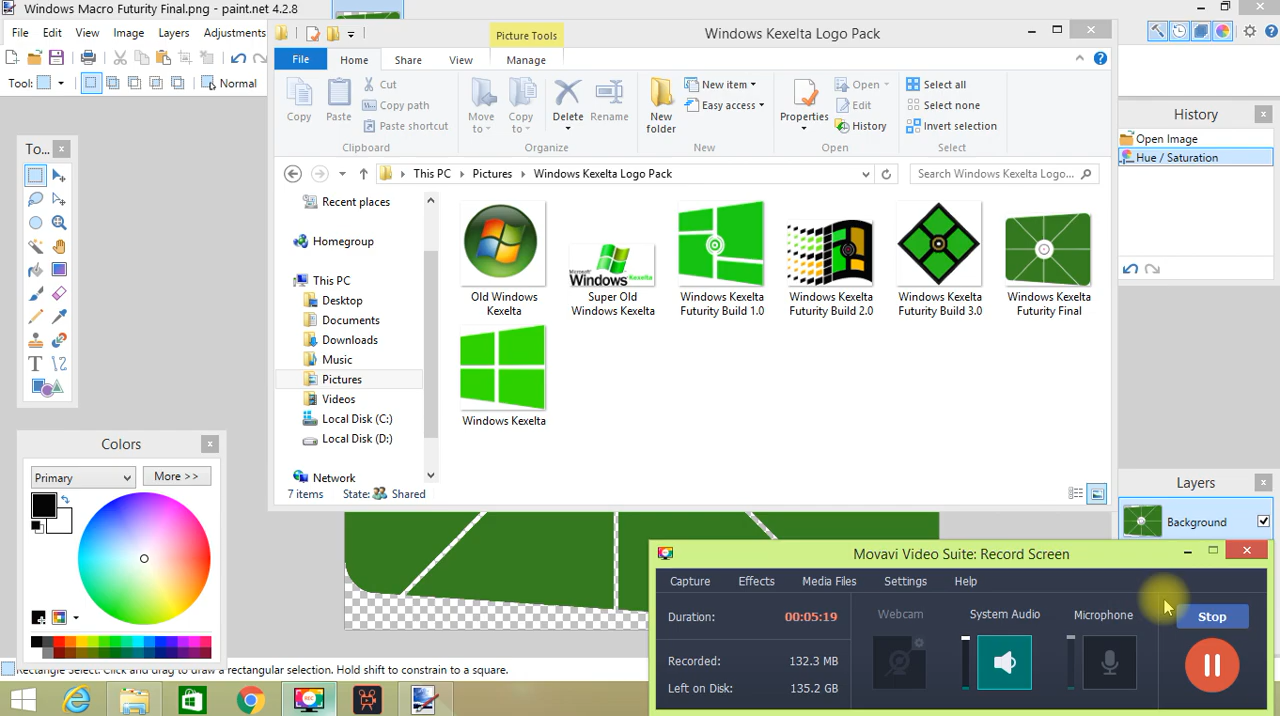 Windows Macro Futurity Final.png - paint.net 4.2.8
File Edit View Image Layers Adjustments
Tool: Normal
Picture Tools
Windows Kexelta Logo Pack
File Home Share View Manage
Copy
Paste
Cut
Copy path
Paste shortcut
Clipboard
Move to
Copy to
Delete
Rename
Organize
New folder
New item
Easy access
New
Properties
Open
Edit
History
Open
Select all
Select none
Invert selection
Select
This PC Pictures Windows Kexelta Logo Pack
Search Windows Kexelta Logo...
Recent places
Homegroup
This PC
Desktop
Documents
Downloads
Music
Pictures
Videos
Local Disk (C:)
Local Disk (D:)
Network
Microsoft
Windows Kexelta
Old Windows
Kexelta
Super Old
Windows Kexelta
Windows Kexelta
Futurity Build 1.0
Windows Kexelta
Futurity Build 2.0
Windows Kexelta
Futurity Build 3.0
Windows Kexelta
Futurity Final
Windows Kexelta
7 items State: Shared
To...
T
Colors
Primary
More >>
History
Open Image
Hue / Saturation
Layers
Background
Movavi Video Suite: Record Screen
Capture Effects Media Files Settings Help
Duration: 00:05:19
Recorded: 132.3 MB
Left on Disk: 135.2 GB
Webcam
System Audio
Microphone
Stop
REC
Rectangle Select: Click and drag to draw a rectangular selection. Hold shift to constrain to a square.